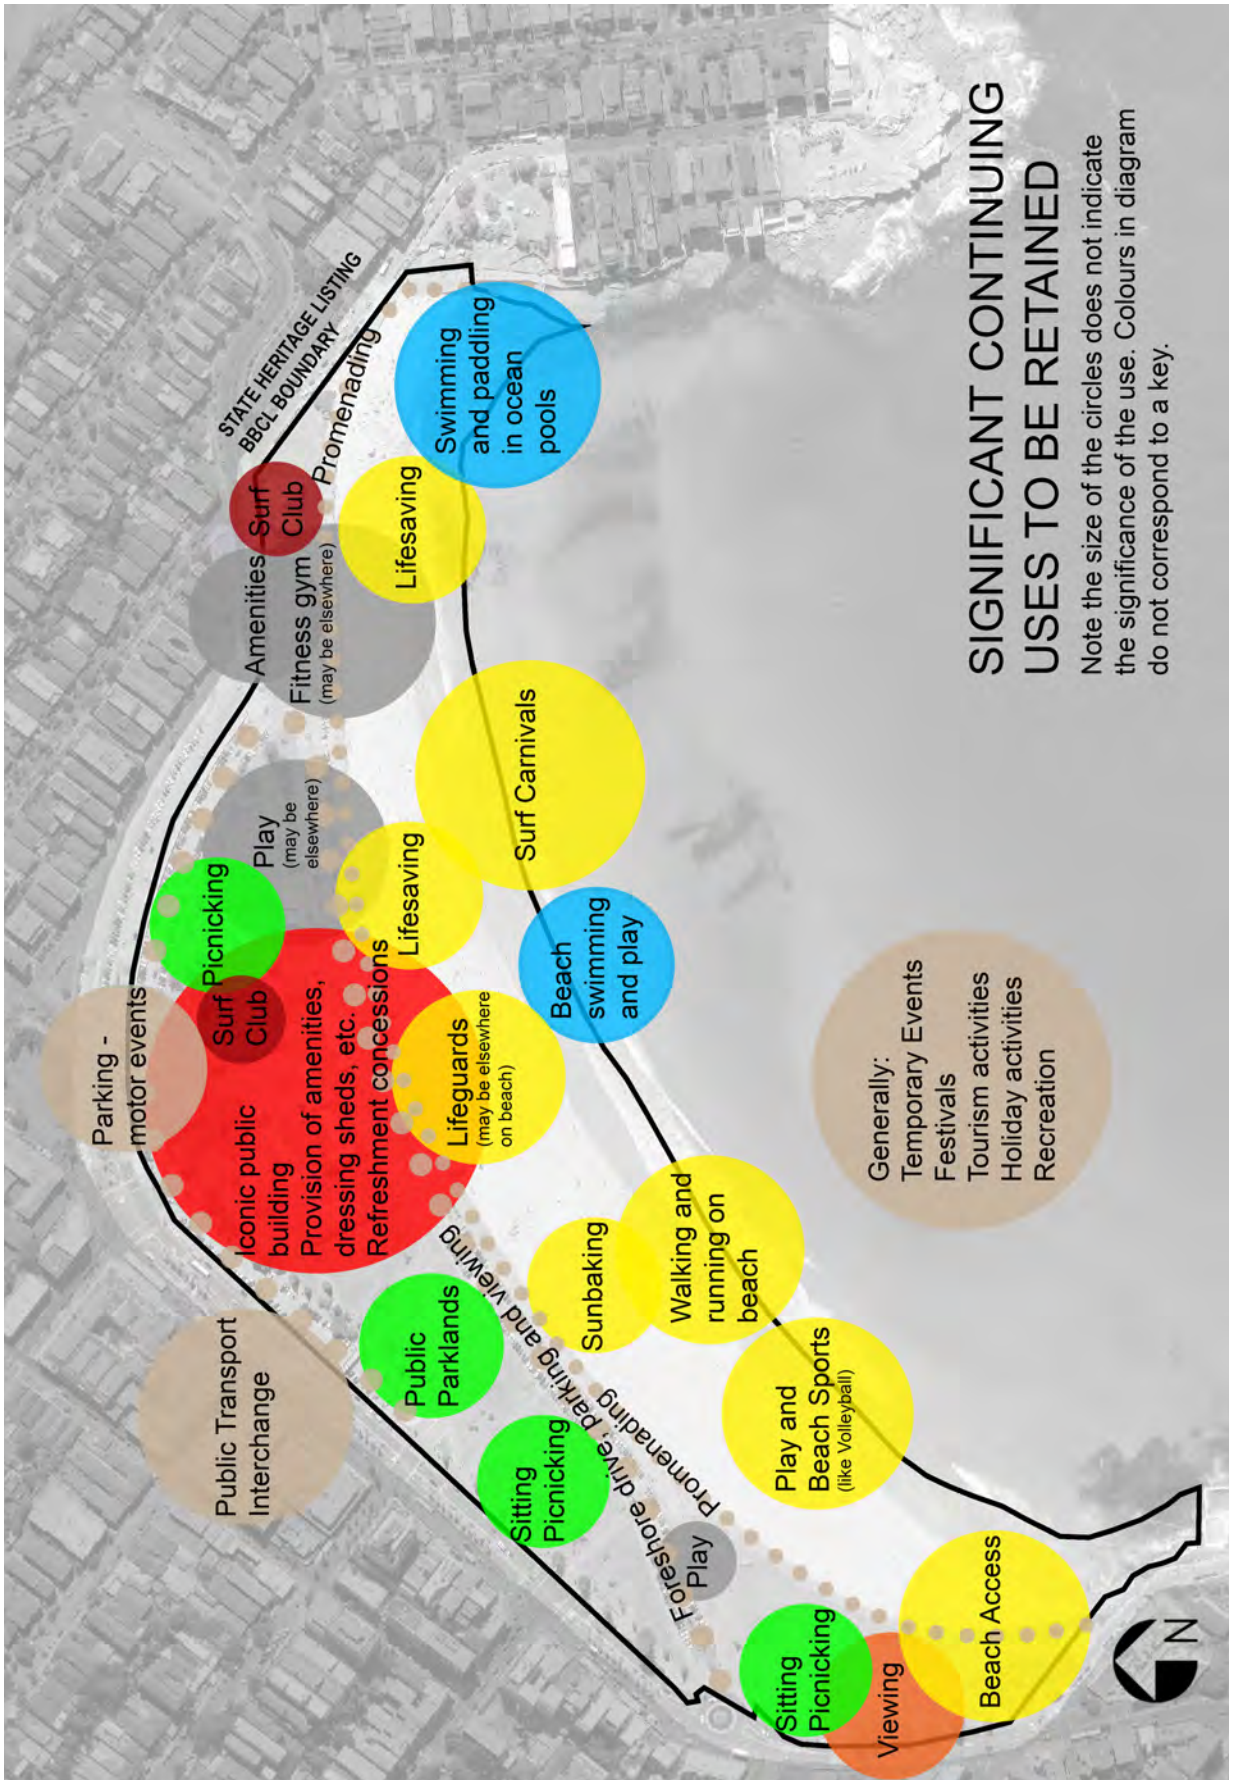 STATE HERITAGE LISTING
BBCL BOUNDARY
Promenading
Surf
Club
Amenities
Fitness gym
(may be elsewhere)
Lifesaving
Swimming
and paddling
in ocean
pools
Surf Carnivals
Play
(may be
elsewhere)
Picnicking
Lifesaving
Beach
swimming
and play
Parking -
motor events
Surf
Club
Iconic public
building
Provision of amenities,
dressing sheds, etc.
Refreshment concessions
Lifeguards
(may be elsewhere
on beach)
Public Transport
Interchange
Public
Parklands
Sitting
Picnicking
Foreshore drive, parking and viewing
Promenading
Sunbaking
Walking and
running on
beach
Play and
Beach Sports
(like Volleyball)
Play
Sitting
Picnicking
Viewing
Beach Access
Generally:
Temporary Events
Festivals
Tourism activities
Holiday activities
Recreation
SIGNIFICANT CONTINUING
USES TO BE RETAINED
Note the size of the circles does not indicate
the significance of the use. Colours in diagram
do not correspond to a key.
N